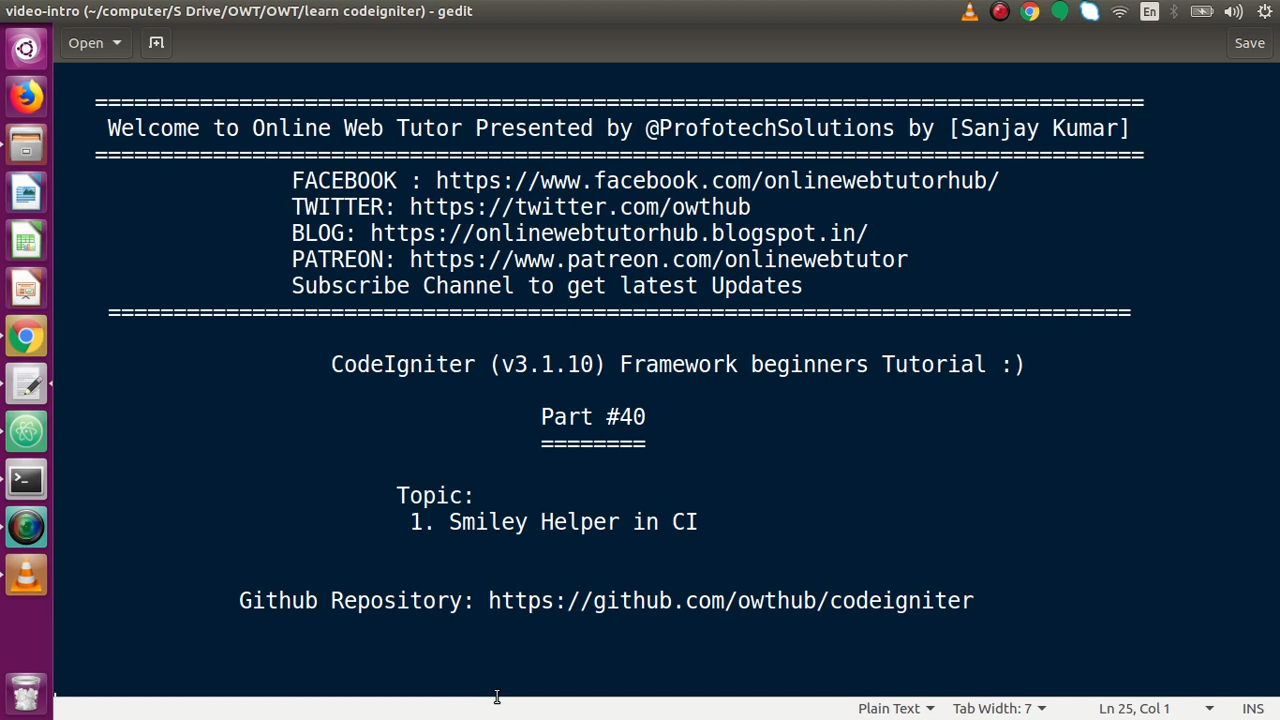 video-intro (~/computer/S Drive/OWT/OWT/learn codeigniter) - gedit
En
Open
Save
================================================================================
Welcome to Online Web Tutor Presented by @ProfotechSolutions by [Sanjay Kumar]
================================================================================
FACEBOOK : https://www.facebook.com/onlinewebtutorhub/
TWITTER: https://twitter.com/owthub
BLOG: https://onlinewebtutorhub.blogspot.in/
PATREON: https://www.patreon.com/onlinewebtutor
Subscribe Channel to get latest Updates
==============================================================================
CodeIgniter (v3.1.10) Framework beginners Tutorial :)
Part #40
========
Topic:
1. Smiley Helper in CI
Github Repository: https://github.com/owthub/codeigniter
Plain Text
Tab Width: 7
Ln 25, Col 1
INS